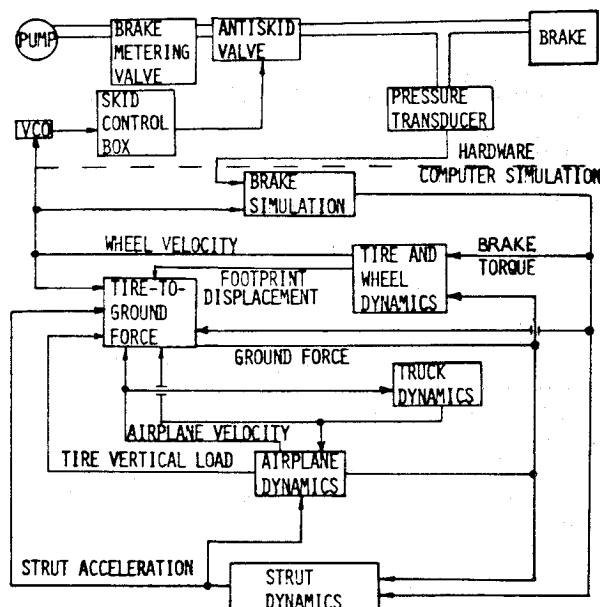 PUMP
BRAKE
METERING
VALVE
ANTISKID
VALVE
BRAKE
SKID
CONTROL
BOX
VCO
PRESSURE
TRANSDUCER
HARDWARE
COMPUTER SIMULATION
BRAKE
SIMULATION
WHEEL VELOCITY
TIRE AND
WHEEL
DYNAMICS
BRAKE
TORQUE
FOOTPRINT
DISPLACEMENT
TIRE-TO-
GROUND
FORCE
GROUND FORCE
TRUCK
DYNAMICS
AIRPLANE VELOCITY
TIRE VERTICAL LOAD
AIRPLANE
DYNAMICS
STRUT ACCELERATION
STRUT
DYNAMICS